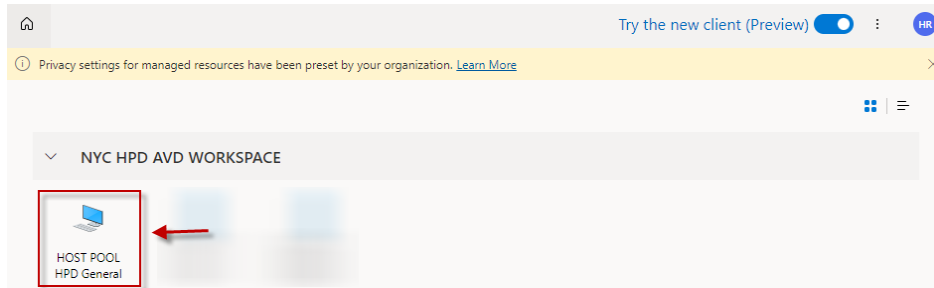 Try the new client (Preview)
HR
Privacy settings for managed resources have been preset by your organization. Learn More
NYC HPD AVD WORKSPACE
HOST POOL
HPD General